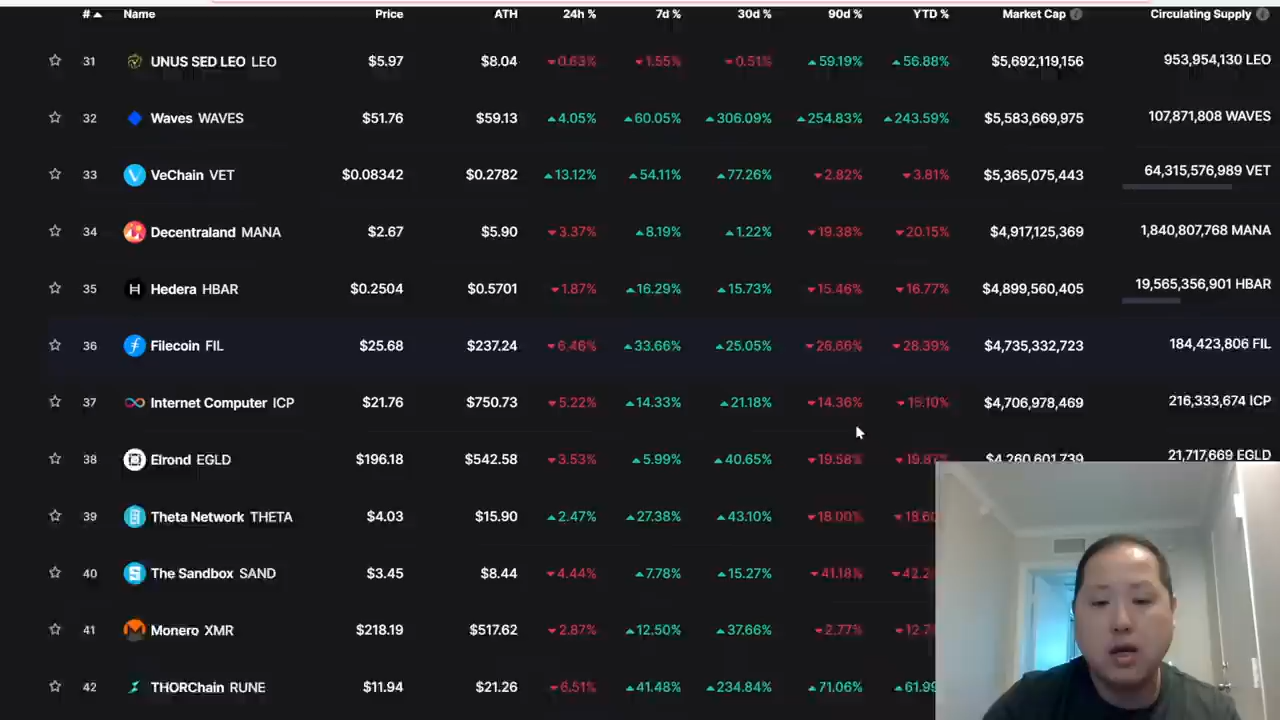 # Name Price ATH 24h % 7d % 30d % 90d % YTD % Market Cap Circulating Supply
31 UNUS SED LEO LEO $5.97 $8.04 0.63% 1.55% 0.51% 59.19% 56.88% $5,692,119,156 953,954,130 LEO
32 Waves WAVES $51.76 $59.13 4.05% 60.05% 306.09% 254.83% 243.59% $5,583,669,975 107,871,808 WAVES
33 VeChain VET $0.08342 $0.2782 13.12% 54.11% 77.26% 2.82% 3.81% $5,365,075,443 64,315,576,989 VET
34 Decentraland MANA $2.67 $5.90 3.37% 8.19% 1.22% 19.38% 20.15% $4,917,125,369 1,840,807,768 MANA
35 Hedera HBAR $0.2504 $0.5701 1.87% 16.29% 15.73% 15.46% 16.77% $4,899,560,405 19,565,356,901 HBAR
36 Filecoin FIL $25.68 $237.24 6.46% 33.66% 25.05% 26.66% 28.39% $4,735,332,723 184,423,806 FIL
37 Internet Computer ICP $21.76 $750.73 5.22% 14.33% 21.18% 14.36% 15.10% $4,706,978,469 216,333,674 ICP
38 Elrond EGLD $196.18 $542.58 3.53% 5.99% 40.65% 19.58% $4,260,601,739 21,717,669 EGLD
39 Theta Network THETA $4.03 $15.90 2.47% 27.38% 43.10% 18.00%
40 The Sandbox SAND $3.45 $8.44 4.44% 7.78% 15.27% 41.18%
41 Monero XMR $218.19 $517.62 2.87% 12.50% 37.66% 2.77%
42 THORChain RUNE $11.94 $21.26 6.51% 41.48% 234.84% 71.06% 61.99